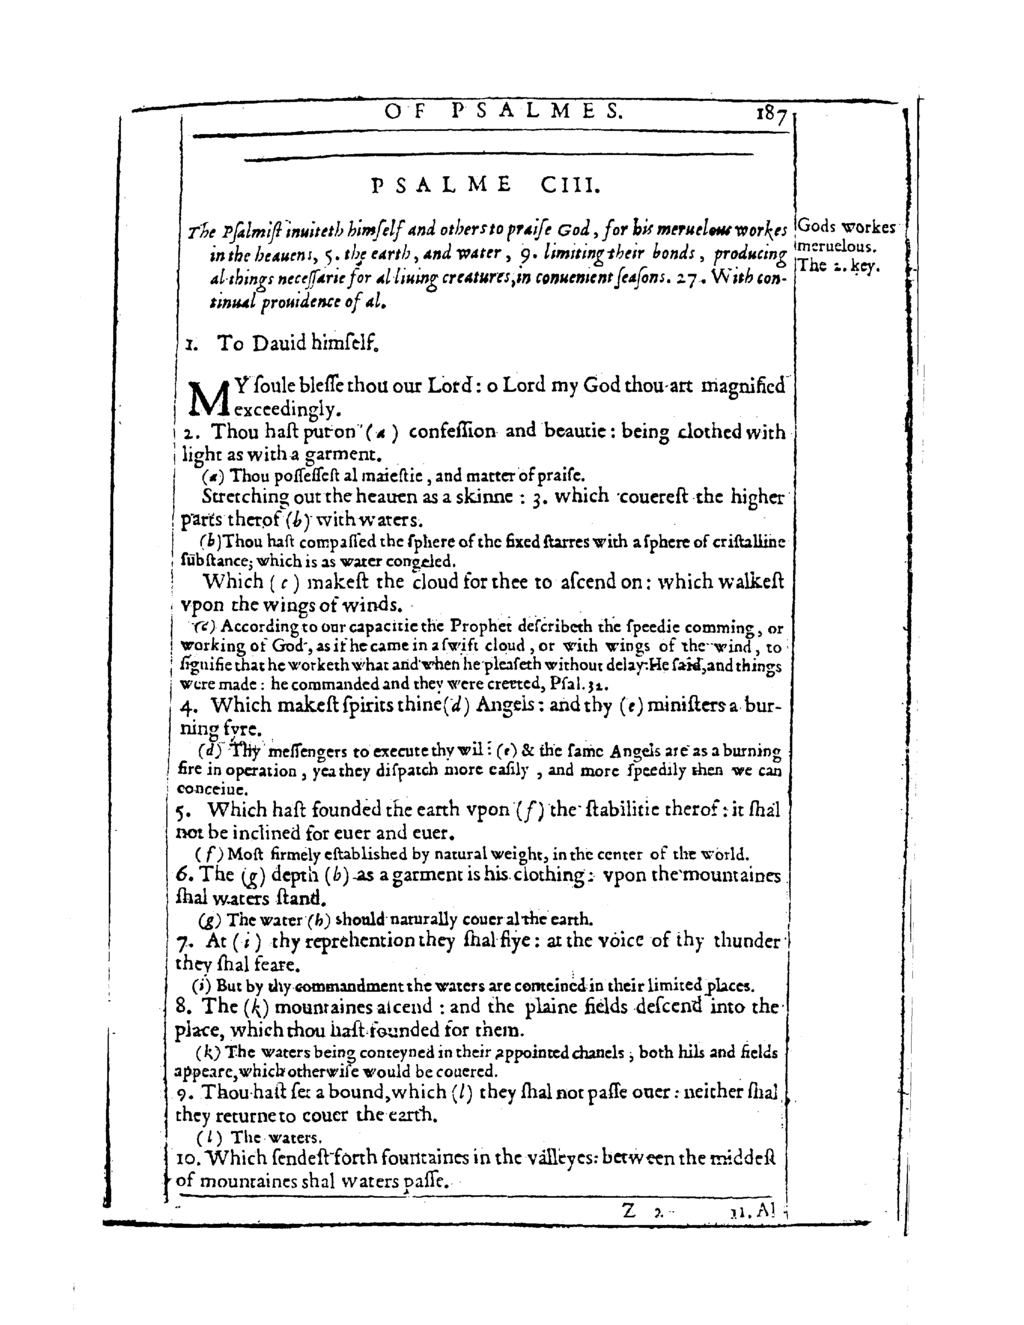 OF PSALMES. 187
PSALME CIII.
The Pſalmiſt inuiteth himſelf and others to praiſe God, for his meruelous workes
in the heauens, 5. the earth, and water, 9. limiting their bonds, producing
al things neceſſarie for al liuing creatures, in conuenient ſeaſons. 27. With con-
tinual prouidence of al.
Gods workes
meruelous.
The 2. key.
1. To Dauid himſelf.
MY ſoule bleſſe thou our Lord: o Lord my God thou art magnified
exceedingly.
2. Thou haſt put on (a) confeſſion and beautie: being clothed with
light as with a garment.
(a) Thou poſſeſſeſt al maieſtie, and matter of praiſe.
Stretching out the heauen as a skinne: 3. which couereſt the higher
parts therof (b) with waters.
(b) Thou haſt compaſſed the ſphere of the fixed ſtarres with a ſphere of criſtalline
ſubſtance; which is as water congeled.
Which (c) makeſt the cloud for thee to aſcend on: which walkeſt
vpon the wings of winds.
(c) According to our capacitie the Prophet deſcribeth the ſpeedie comming, or
working of God, as if he came in a ſwift cloud, or with wings of the wind, to
ſignifie that he worketh what and when he pleaſeth without delay: He ſaid, and things
were made: he commanded and they were creeted, Pſal. 32.
4. Which makeſt ſpirits thine (d) Angels: and thy (e) miniſters a bur-
ning fyre.
(d) Thy meſſengers to execute thy wil: (e) & the ſame Angels are as a burning
fire in operation, yea they diſpatch more eaſily, and more ſpeedily then we can
conceiue.
5. Which haſt founded the earth vpon (f) the ſtabilitie therof: it ſhal
not be inclined for euer and euer.
(f) Moſt firmely eſtabliſhed by natural weight, in the center of the world.
6. The (g) depth (h) as a garment is his clothing: vpon the mountaines
ſhal waters ſtand.
(g) The water (h) should naturally couer al the earth.
7. At (i) thy reprehention they ſhal flye: at the voice of thy thunder
they ſhal feare.
(i) But by thy commandment the waters are conteined in their limited places.
8. The (k) mountaines aſcend: and the plaine fields deſcend into the
place, which thou haſt founded for them.
(k) The waters being conteyned in their appointed chanels, both hils and fields
appeare, which otherwiſe would be couered.
9. Thou haſt ſet a bound, which (l) they ſhal not paſſe ouer: neither ſhal
they returne to couer the earth.
(l) The waters.
10. Which ſendeſt forth fountaines in the valleyes: between the middeſt
of mountaines shal waters paſſe.
Z 2 11. Al